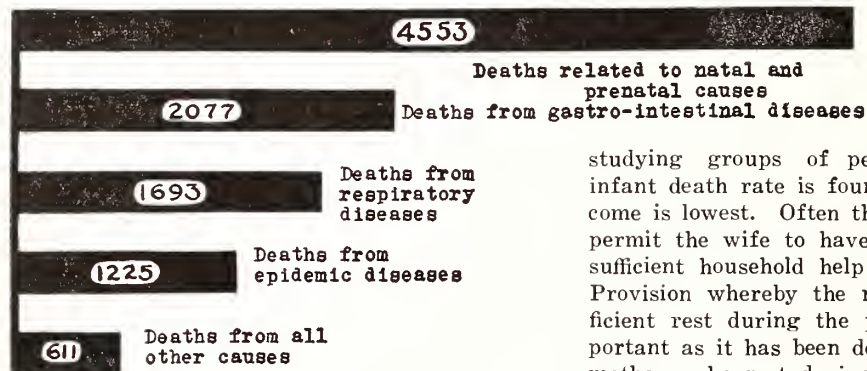 4553
Deaths related to natal and
prenatal causes
2077
Deaths from gastro-intestinal diseases
1693
Deaths from
respiratory
diseases
1225
Deaths from
epidemic diseases
611
Deaths from all
other causes
studying groups of pe
infant death rate is foun
come is lowest. Often th
permit the wife to have
sufficient household help
Provision whereby the
ficient rest during the
portant as it has been de